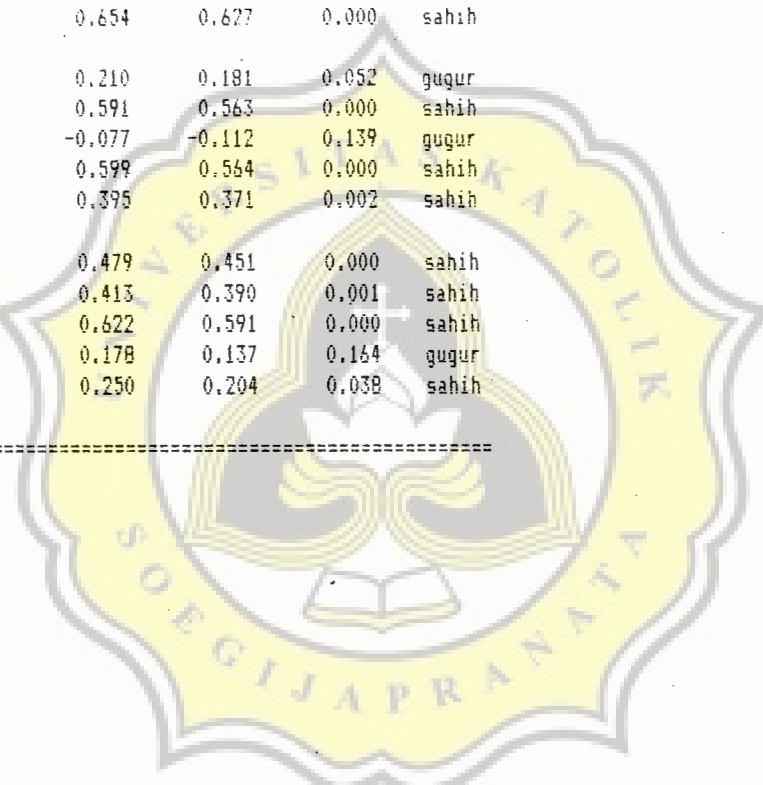 0.654 0.627 0.000 sahih
0.210 0.181 0.052 gugur
0.591 0.563 0.000 sahih
-0.077 -0.112 0.139 gugur
0.599 0.564 0.000 sahih
0.395 0.371 0.002 sahih
0.479 0.451 0.000 sahih
0.413 0.390 0.001 sahih
0.622 0.591 0.000 sahih
0.178 0.137 0.164 gugur
0.250 0.204 0.038 sahih
UNIVERSITAS KATOLIK
SOEGIJAPRANATA